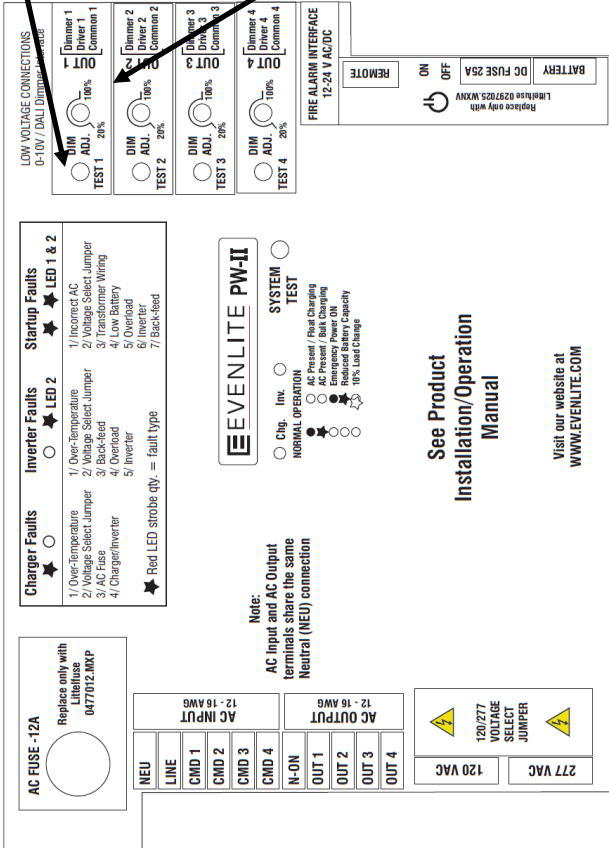 AC FUSE -12A
Replace only with
Littelfuse
0477012.MXP
NEU
LINE
CMD 1
CMD 2
CMD 3
CMD 4
AC INPUT
12 - 16 AWG
N-ON
OUT 1
OUT 2
OUT 3
OUT 4
AC OUTPUT
12 - 16 AWG
120/277
VOLTAGE
SELECT
JUMPER
120 VAC
277 VAC
Charger Faults
1/ Over-Temperature
2/ Voltage Select Jumper
3/ AC Fuse
4/ Charger/Inverter
Inverter Faults
LED 2
1/ Over-Temperature
2/ Voltage Select Jumper
3/ Back-feed
4/ Overload
5/ Inverter
Startup Faults
LED 1 & 2
1/ Incorrect AC
2/ Voltage Select Jumper
3/ Transformer Wiring
4/ Low Battery
5/ Overload
6/ Inverter
7/ Back-feed
Red LED strobe qty. = fault type
Note:
AC Input and AC Output
terminals share the same
Neutral (NEU) connection
EVENLITE PW-II
Chg. Inv.
SYSTEM
TEST
NORMAL OPERATION
AC Present / Float Charging
AC Present / Bulk Charging
Emergency Power ON
Reduced Battery Capacity
10% Load Change
See Product
Installation/Operation
Manual
Visit our website at
WWW.EVENLITE.COM
LOW VOLTAGE CONNECTIONS
0-10V / DALI Dimmer Interface
TEST 1
DIM
ADJ.
20%
100%
OUT 1
Dimmer 1
Driver 1
Common 1
TEST 2
DIM
ADJ.
20%
100%
OUT 2
Dimmer 2
Driver 2
Common 2
TEST 3
DIM
ADJ.
20%
100%
OUT 3
Dimmer 3
Driver 3
Common 3
TEST 4
DIM
ADJ.
20%
100%
OUT 4
Dimmer 4
Driver 4
Common 4
FIRE ALARM INTERFACE
12-24 V AC/DC
REMOTE
ON
OFF
DC FUSE 25A
BATTERY
Replace only with
Littelfuse 0297025.WXNV